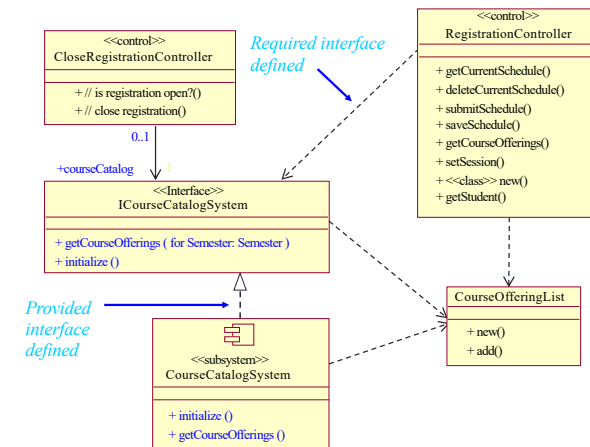 <<control>>
CloseRegistrationController
+ // is registration open?()
+ // close registration()
Required interface
defined
<<control>>
RegistrationController
+ getCurrentSchedule()
+ deleteCurrentSchedule()
+ submitSchedule()
+ saveSchedule()
+ getCourseOfferings()
+ setSession()
+ <<class>> new()
+ getStudent()
0..1
+courseCatalog
1
<<Interface>>
ICourseCatalogSystem
+ getCourseOfferings ( for Semester: Semester )
+ initialize ()
Provided
interface
defined
<<subsystem>>
CourseCatalogSystem
+ initialize ()
+ getCourseOfferings ()
CourseOfferingList
+ new()
+ add()